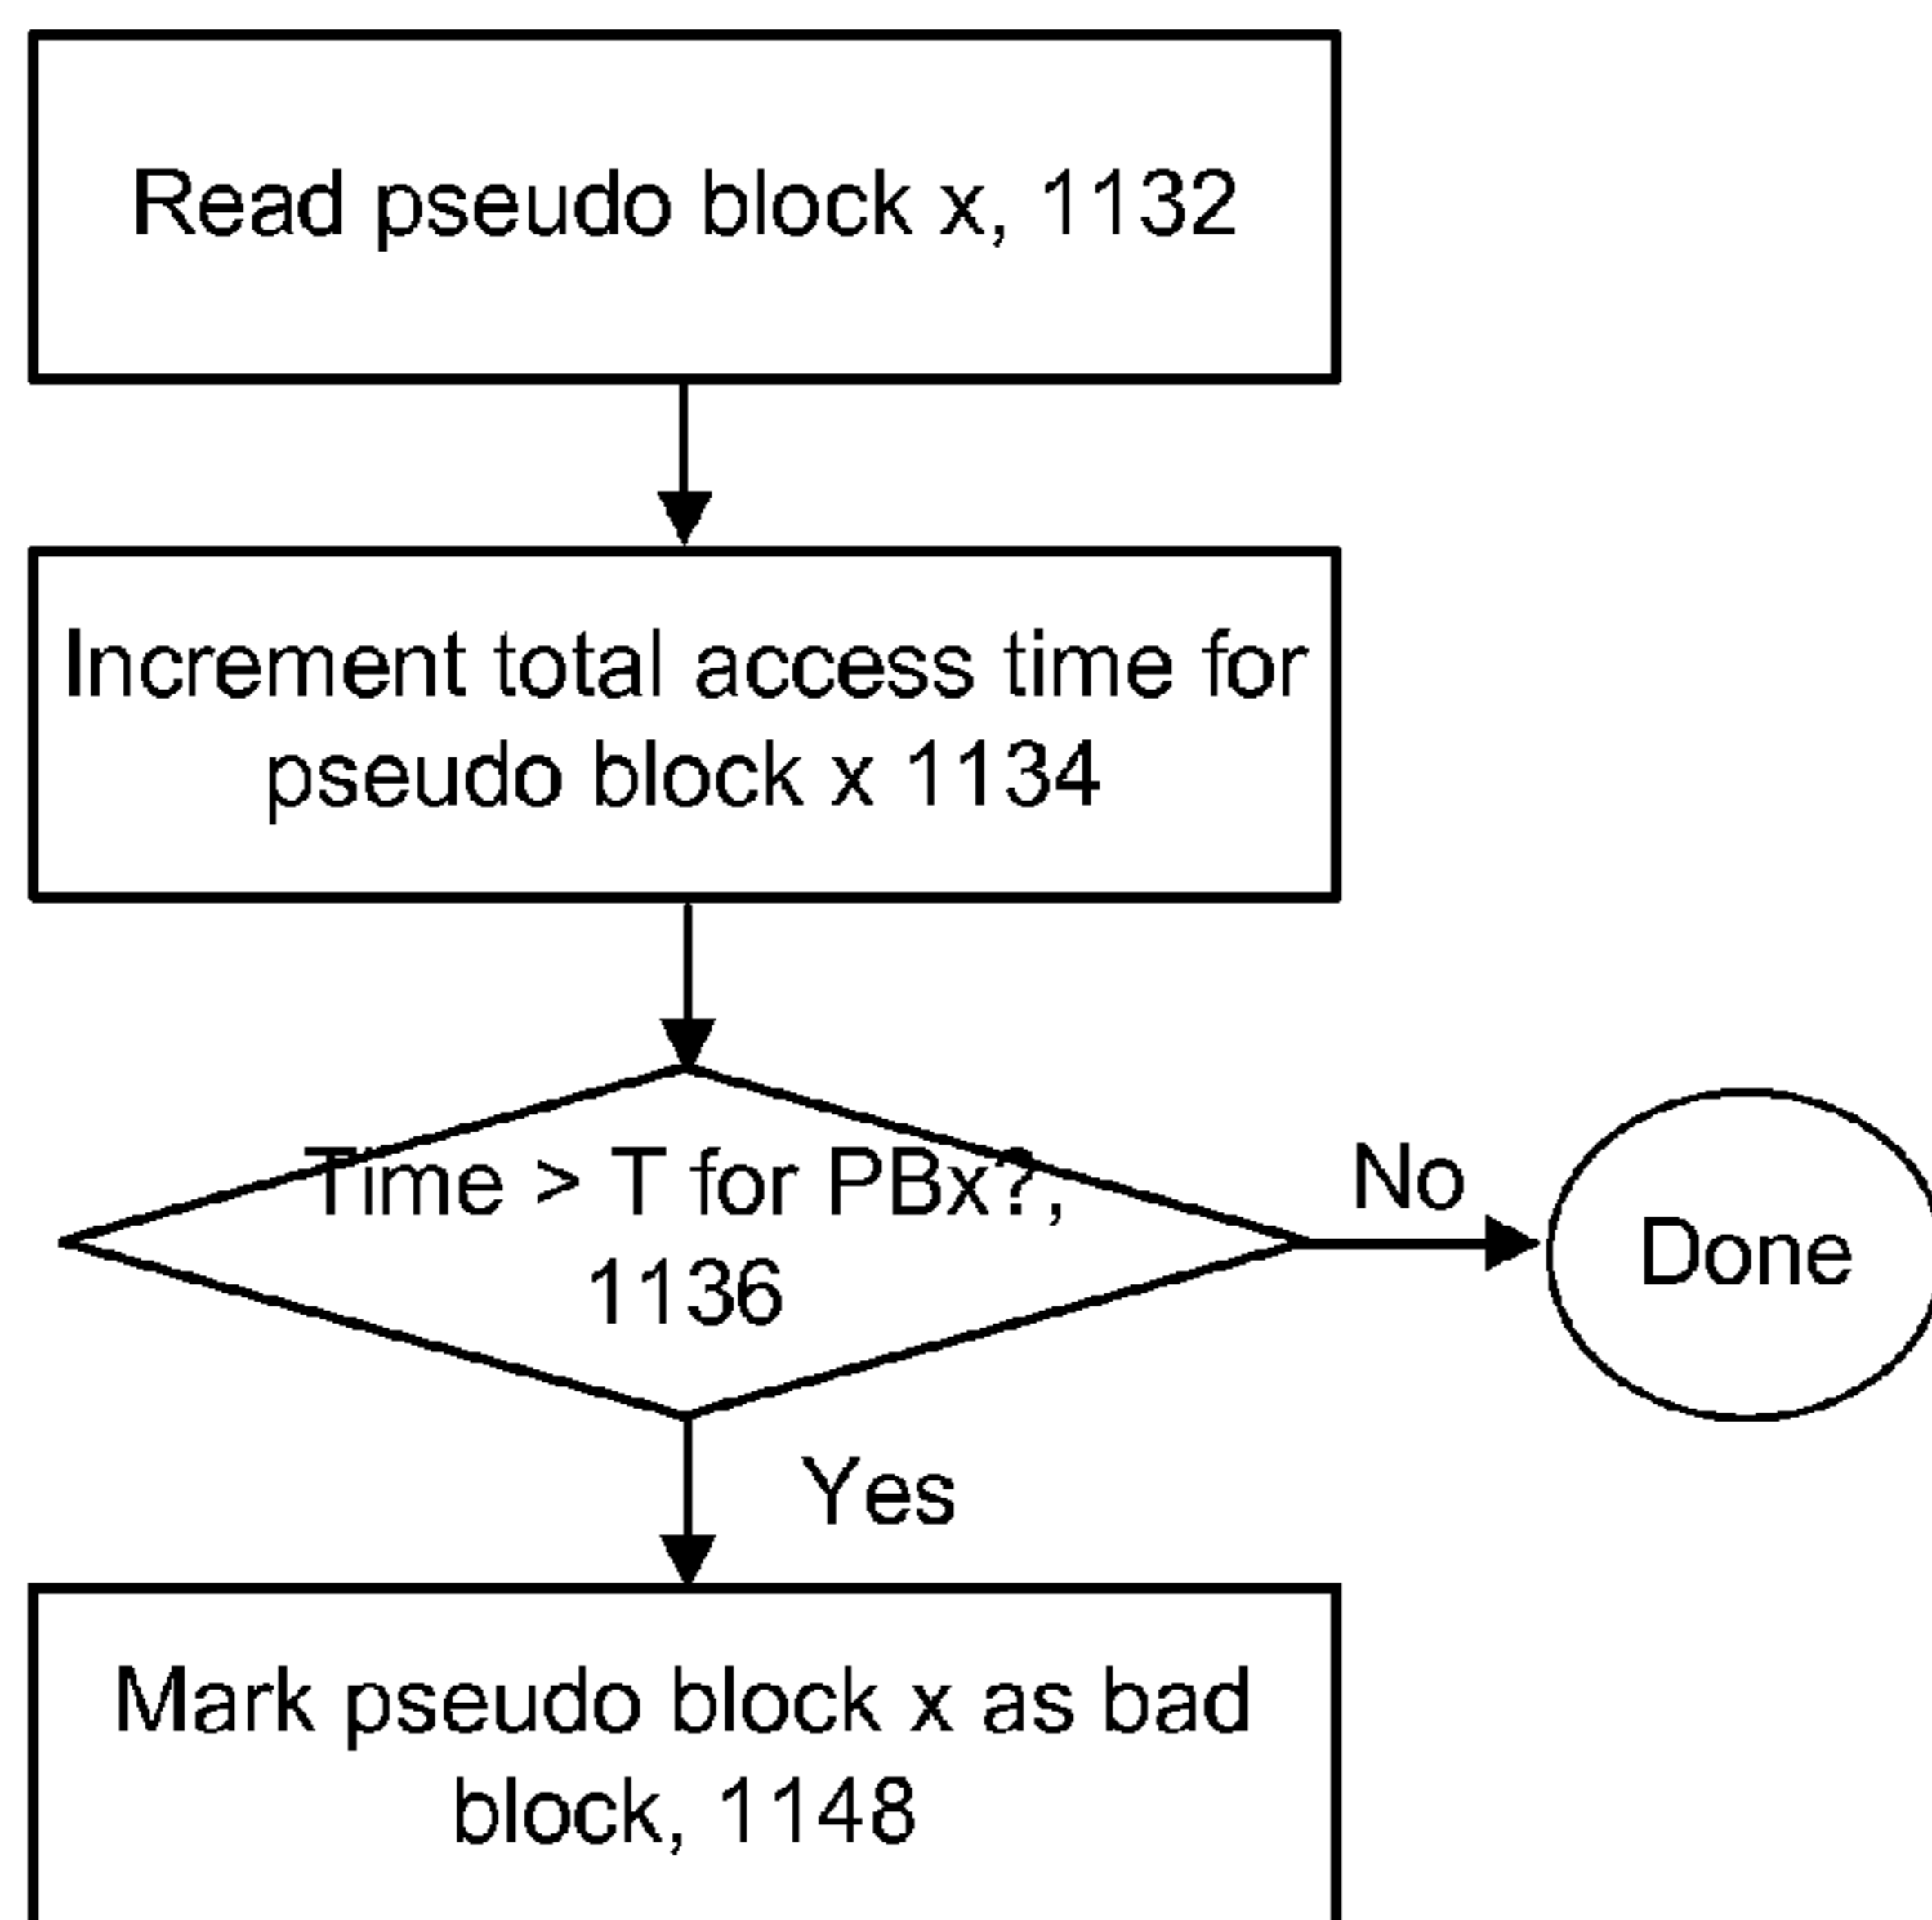 Read pseudo block x, 1132
Increment total access time for
pseudo block x 1134
Time > T for PBx?,
1136
No
Done
Yes
Mark pseudo block x as bad
block, 1148